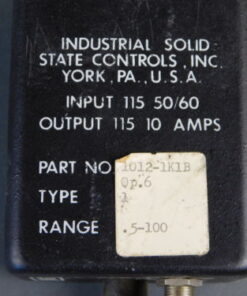 INDUSTRIAL SOLID
STATE CONTROLS, INC.
YORK, PA., U.S.A.
INPUT 115 50/60
OUTPUT 115 10 AMPS
PART NO 1012-1K1B
Op.6
TYPE 1
RANGE .5-100